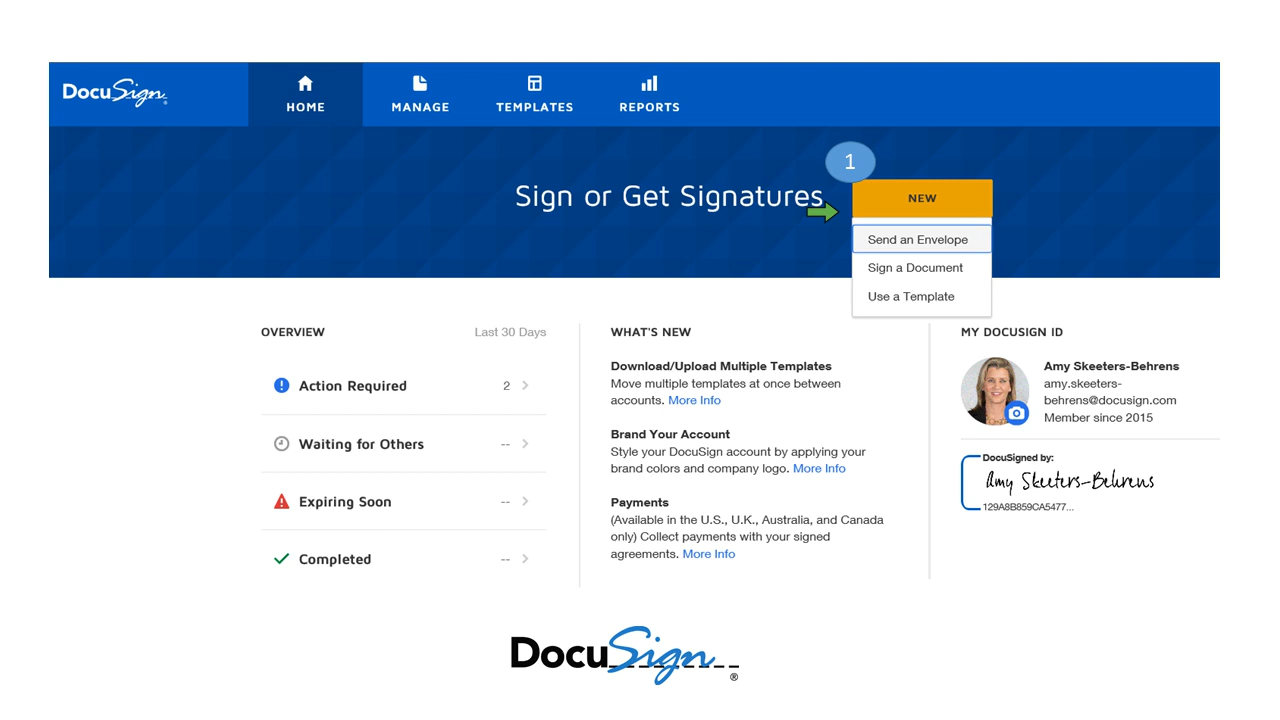 DocuSign®
HOME
MANAGE
TEMPLATES
REPORTS
1
Sign or Get Signatures
NEW
Send an Envelope
Sign a Document
Use a Template
OVERVIEW
Last 30 Days
Action Required 2
Waiting for Others --
Expiring Soon --
Completed --
WHAT'S NEW
Download/Upload Multiple Templates
Move multiple templates at once between
accounts. More Info
Brand Your Account
Style your DocuSign account by applying your
brand colors and company logo. More Info
Payments
(Available in the U.S., U.K., Australia, and Canada
only) Collect payments with your signed
agreements. More Info
MY DOCUSIGN ID
Amy Skeeters-Behrens
amy.skeeters-
behrens@docusign.com
Member since 2015
DocuSigned by:
Amy Skeeters-Behrens
129A8B859CA5477...
DocuSign®